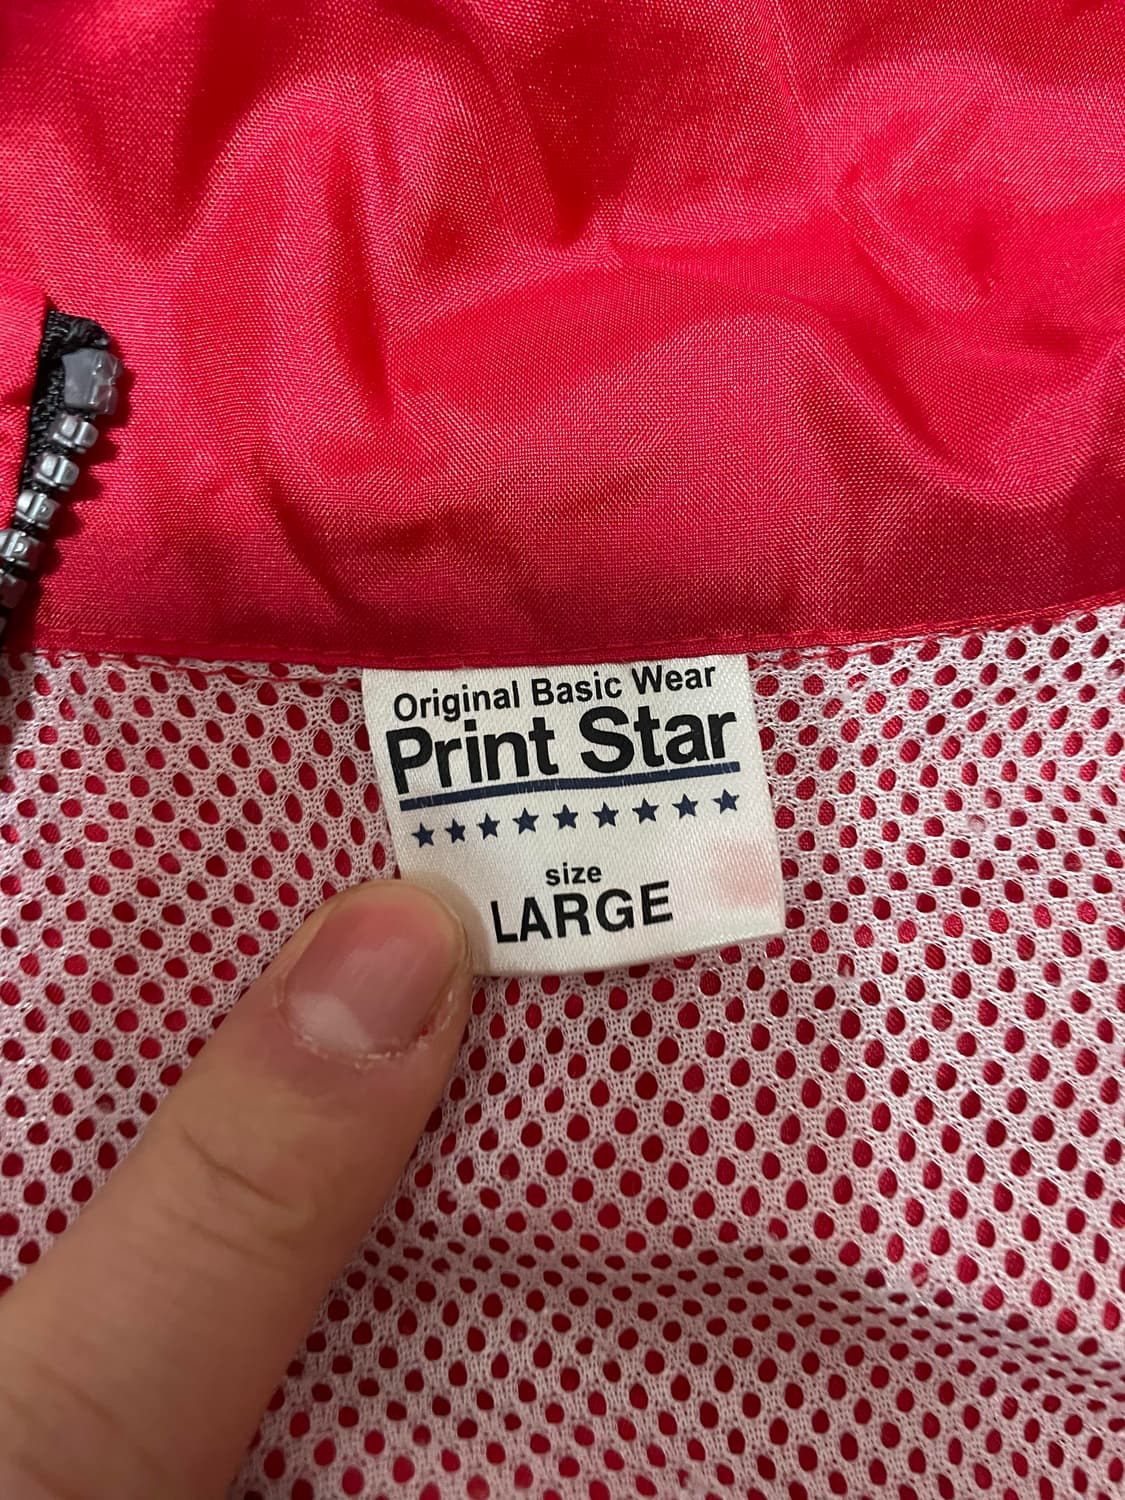 Original Basic Wear
Print Star
size
LARGE